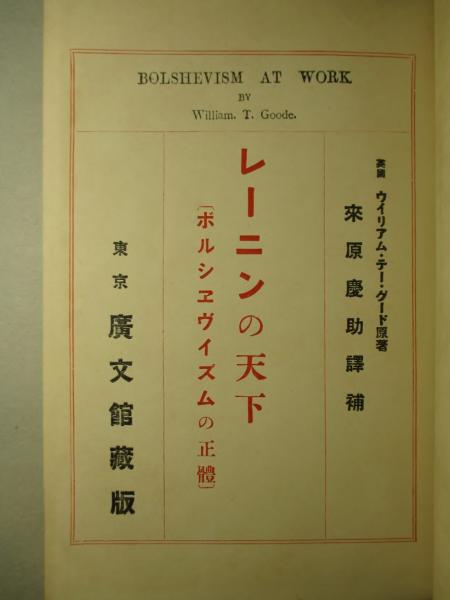 BOLSHEVISM AT WORK
BY
William. T. Goode.
英國 ウイリアム・テー・グード原著
來原慶助譯補
レーニンの天下
〔ボルシエヴイズムの正體〕
東京 廣文館藏版